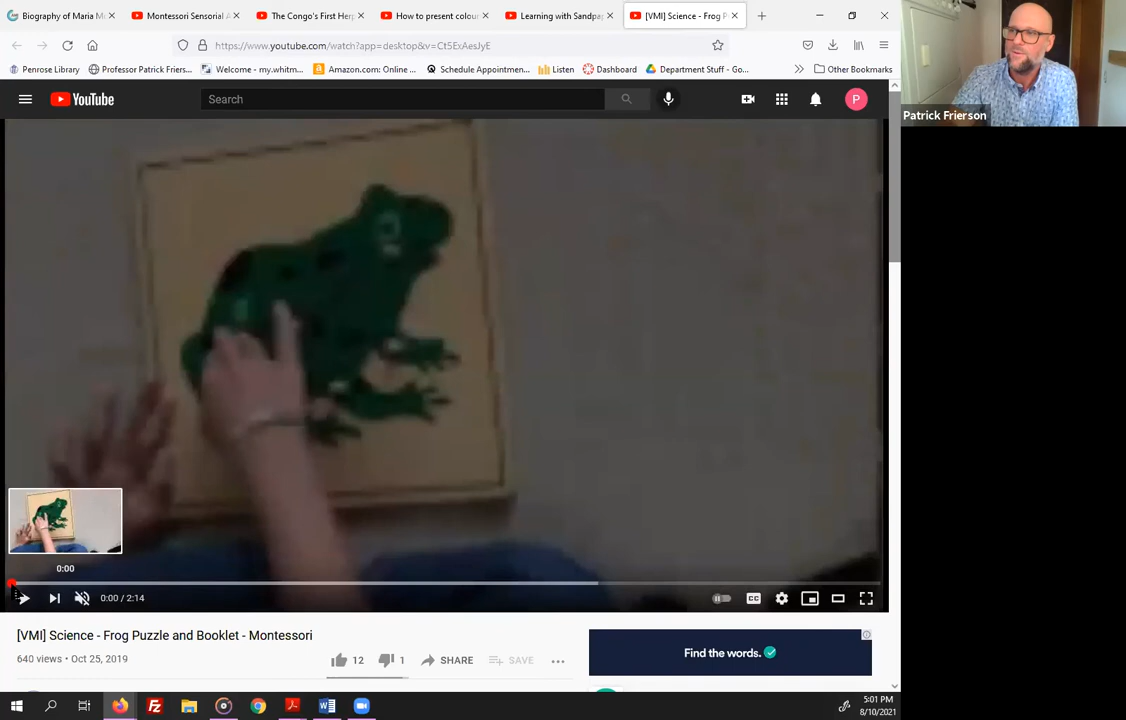 Biography of Maria M
Montessori Sensorial A
The Congo's First Her
How to present colou
Learning with Sandpa
[VMI] Science - Frog P
https://www.youtube.com/watch?app=desktop&v=Ct5ExAesJyE
Penrose Library
Professor Patrick Friers...
Welcome - my.whitm...
Amazon.com: Online ...
Schedule Appointmen...
Listen
Dashboard
Department Stuff - Go...
Other Bookmarks
YouTube
Search
P
Patrick Frierson
0:00
0:00 / 2:14
CC
[VMI] Science - Frog Puzzle and Booklet - Montessori
640 views • Oct 25, 2019
12
1
SHARE
SAVE
Find the words.
5:01 PM
8/10/2021